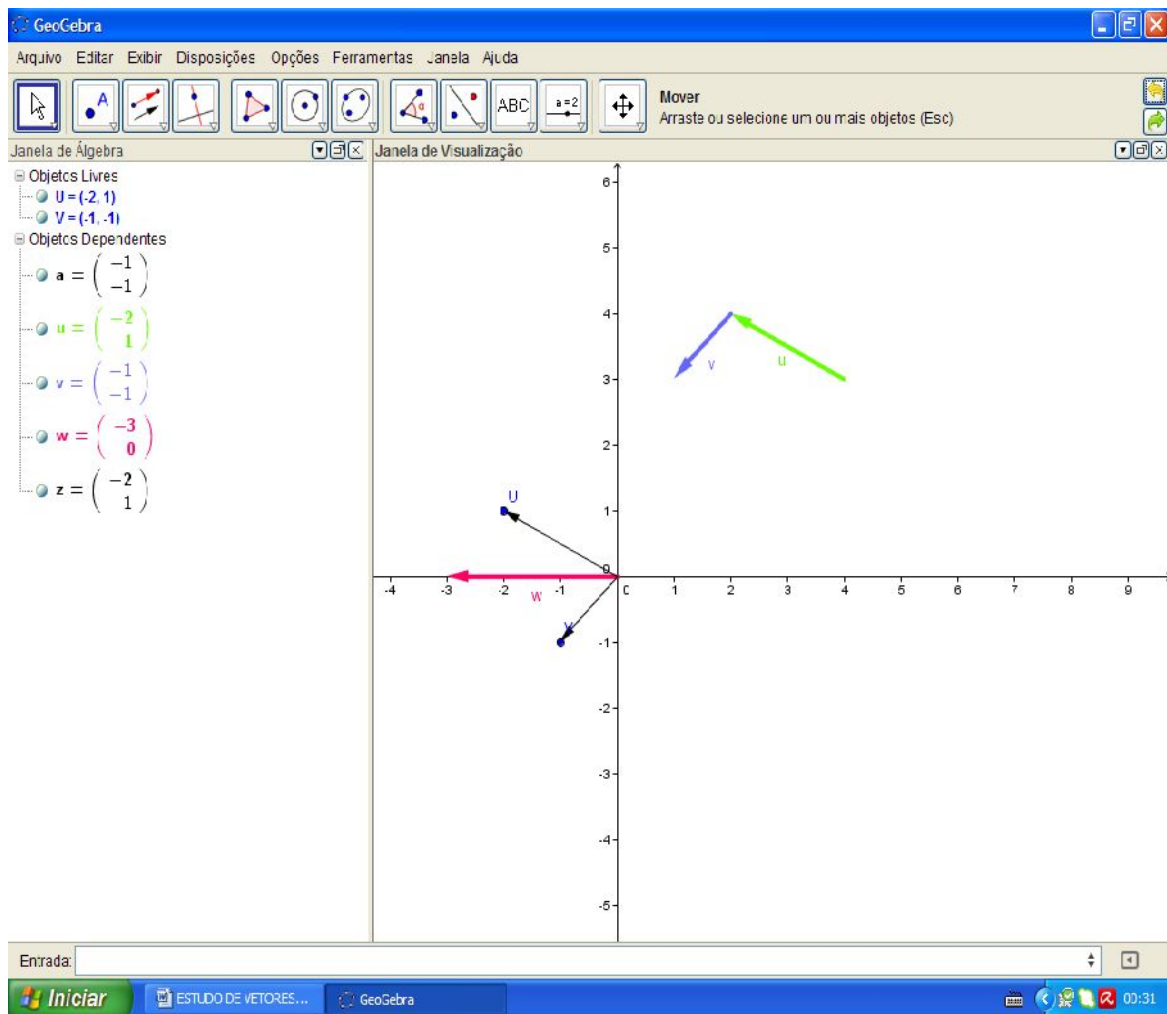 GeoGebra
Arquivo Editar Exibir Disposições Opções Ferramentas Janela Ajuda
A
α
ABC
a=2
Mover
Arraste ou selecione um ou mais objetos (Esc)
Janela de Álgebra
Janela de Visualização
Objetos Livres
U = (-2, 1)
V = (-1, -1)
Objetos Dependentes
a = ( −1
−1 )
u = ( −2
1 )
v = ( −1
−1 )
w = ( −3
0 )
z = ( −2
1 )
6
5
4
v u
3
2
U
1
0
-4 -3 -2 -1 0 1 2 3 4 5 6 7 8 9
w
V
-1
-2
-3
-4
-5
Entrada:
Iniciar ESTUDO DE VETORES... GeoGebra 00:31